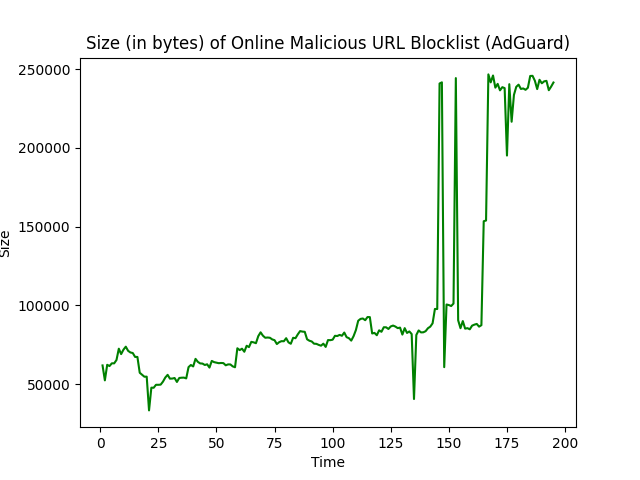 Size (in bytes) of Online Malicious URL Blocklist (AdGuard)
250000
200000
150000
100000
50000
Size
0 25 50 75 100 125 150 175 200
Time